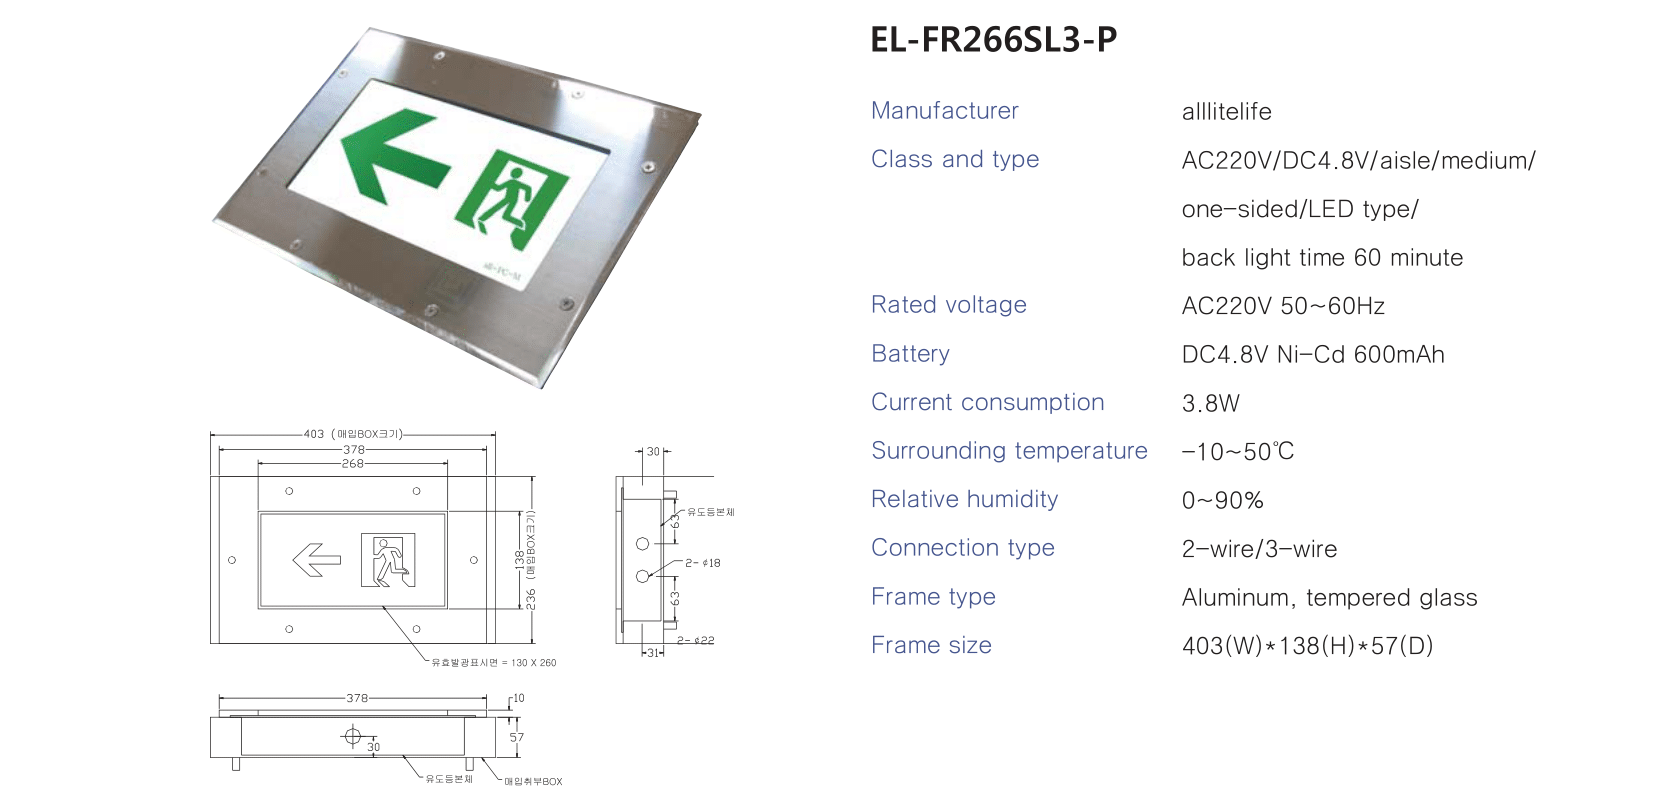 EL-FR266SL3-P
Manufacturer alllitelife
Class and type AC220V/DC4.8V/aisle/medium/
one-sided/LED type/
back light time 60 minute
Rated voltage AC220V 50~60Hz
Battery DC4.8V Ni-Cd 600mAh
Current consumption 3.8W
Surrounding temperature -10~50℃
Relative humidity 0~90%
Connection type 2-wire/3-wire
Frame type Aluminum, tempered glass
Frame size 403(W)*138(H)*57(D)
403 (매입BOX크기)
378
268
138
236 (매입BOX크기)
유효발광표시면 = 130 X 260
30
63
유도등본체
2- ¢18
63
2- ¢22
31
378
10
57
30
유도등본체
매입취부BOX